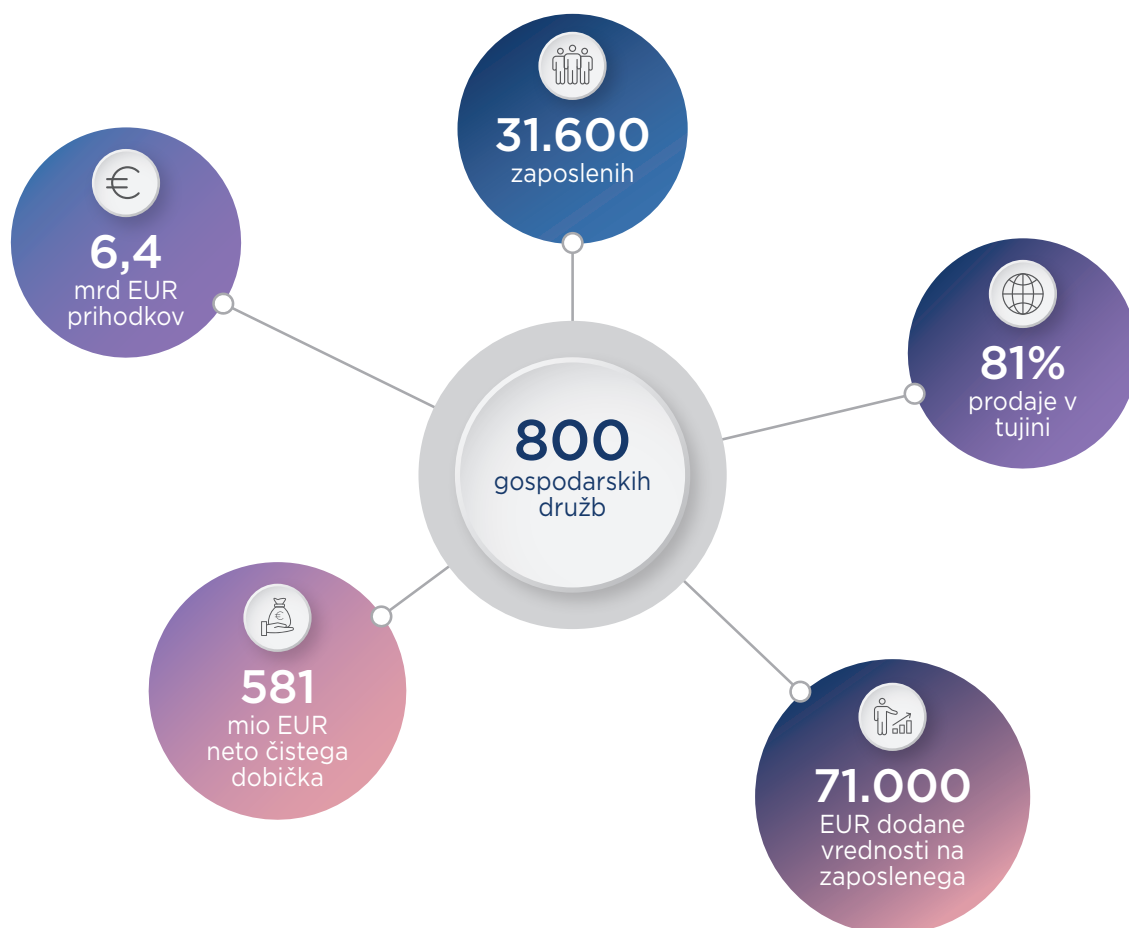 31.600
zaposlenih
€
6,4
mrd EUR
prihodkov
81%
prodaje v
tujini
800
gospodarskih
družb
€
581
mio EUR
neto čistega
dobička
71.000
EUR dodane
vrednosti na
zaposlenega